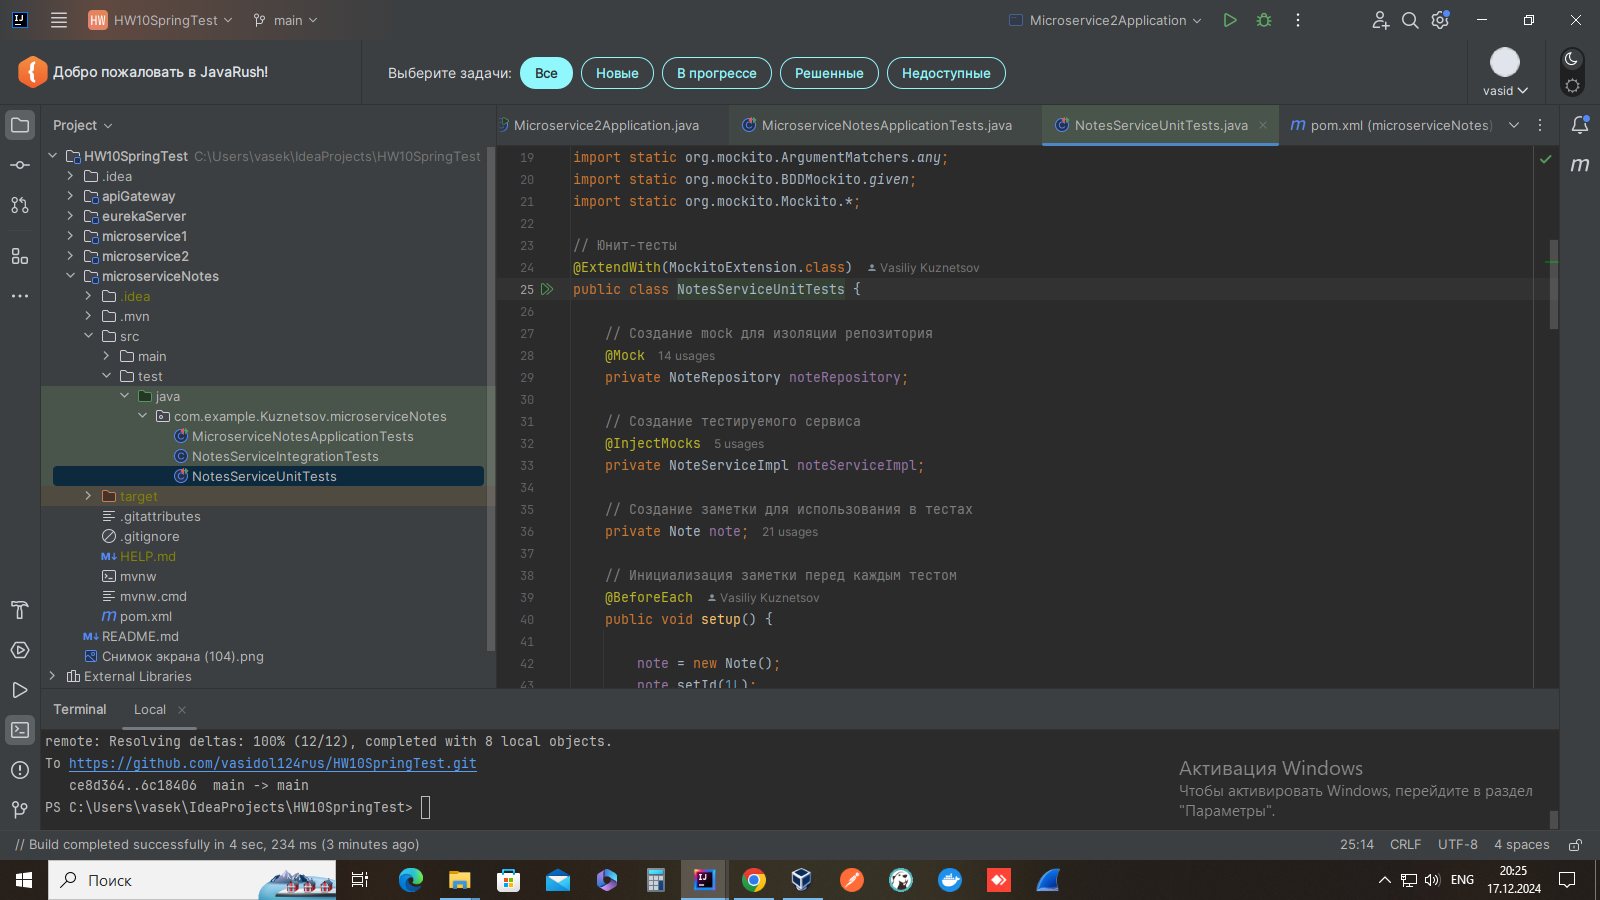 HW HW10SpringTest main Microservice2Application
Добро пожаловать в JavaRush! Выберите задачи: Все Новые В прогрессе Решенные Недоступные vasid
Project
HW10SpringTest C:\Users\vasek\IdeaProjects\HW10SpringTest
.idea
apiGateway
eurekaServer
microservice1
microservice2
microserviceNotes
.idea
.mvn
src
main
test
java
com.example.Kuznetsov.microserviceNotes
MicroserviceNotesApplicationTests
NotesServiceIntegrationTests
NotesServiceUnitTests
target
.gitattributes
.gitignore
HELP.md
mvnw
mvnw.cmd
pom.xml
README.md
Снимок экрана (104).png
External Libraries
Microservice2Application.java MicroserviceNotesApplicationTests.java NotesServiceUnitTests.java pom.xml (microserviceNotes)
19 import static org.mockito.ArgumentMatchers.any;
20 import static org.mockito.BDDMockito.given;
21 import static org.mockito.Mockito.*;
22
23 // Юнит-тесты
24 @ExtendWith(MockitoExtension.class) Vasiliy Kuznetsov
25 public class NotesServiceUnitTests {
26
27 // Создание mock для изоляции репозитория
28 @Mock 14 usages
29 private NoteRepository noteRepository;
30
31 // Создание тестируемого сервиса
32 @InjectMocks 5 usages
33 private NoteServiceImpl noteServiceImpl;
34
35 // Создание заметки для использования в тестах
36 private Note note; 21 usages
37
38 // Инициализация заметки перед каждым тестом
39 @BeforeEach Vasiliy Kuznetsov
40 public void setup() {
41
42 note = new Note();
43 note.setId(1L);
Terminal Local
remote: Resolving deltas: 100% (12/12), completed with 8 local objects.
To https://github.com/vasidol124rus/HW10SpringTest.git
ce8d364..6c18406 main -> main
PS C:\Users\vasek\IdeaProjects\HW10SpringTest>
Активация Windows
Чтобы активировать Windows, перейдите в раздел
"Параметры".
// Build completed successfully in 4 sec, 234 ms (3 minutes ago) 25:14 CRLF UTF-8 4 spaces
Поиск ENG 20:25
17.12.2024